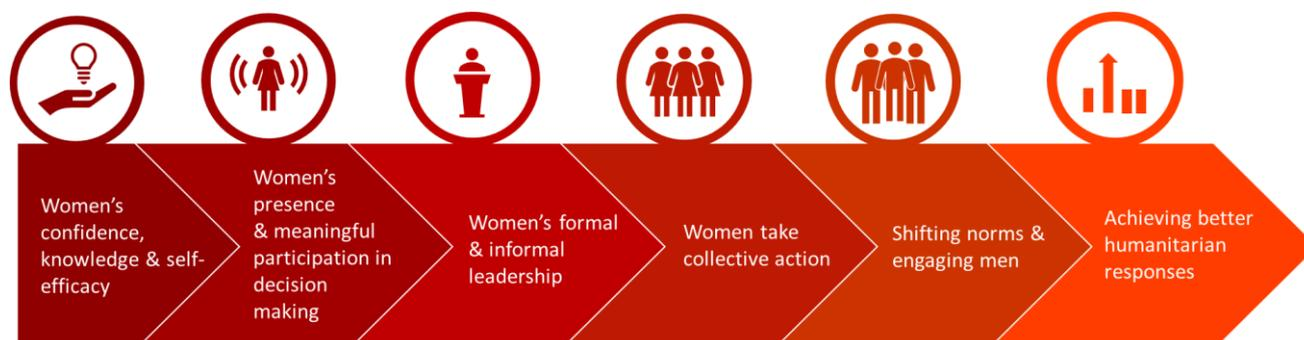 Women’s
confidence,
knowledge & self-
efficacy
Women’s
presence
& meaningful
participation in
decision
making
Women’s formal
& informal
leadership
Women take
collective action
Shifting norms &
engaging men
Achieving better
humanitarian
responses